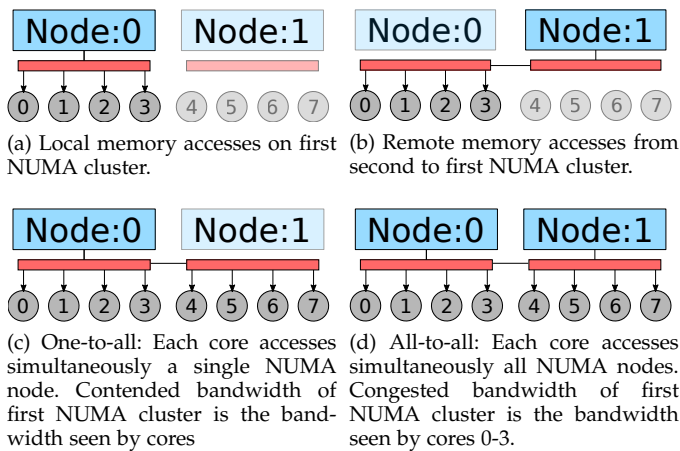 Node:0 Node:1
0 1 2 3 4 5 6 7
(a) Local memory accesses on first
NUMA cluster.
Node:0 Node:1
0 1 2 3 4 5 6 7
(b) Remote memory accesses from
second to first NUMA cluster.
Node:0 Node:1
0 1 2 3 4 5 6 7
(c) One-to-all: Each core accesses
simultaneously a single NUMA
node. Contended bandwidth of
first NUMA cluster is the band-
width seen by cores
Node:0 Node:1
0 1 2 3 4 5 6 7
(d) All-to-all: Each core accesses
simultaneously all NUMA nodes.
Congested bandwidth of first
NUMA cluster is the bandwidth
seen by cores 0-3.